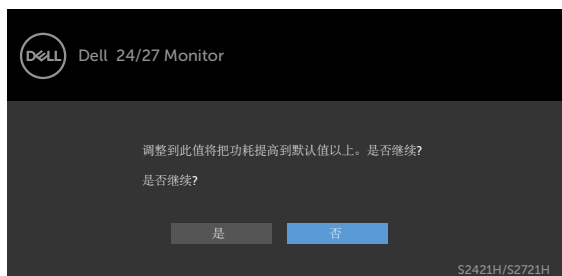 DELL
Dell 24/27 Monitor
调整到此值将把功耗提高到默认值以上。是否继续?
是否继续?
是 否
S2421H/S2721H